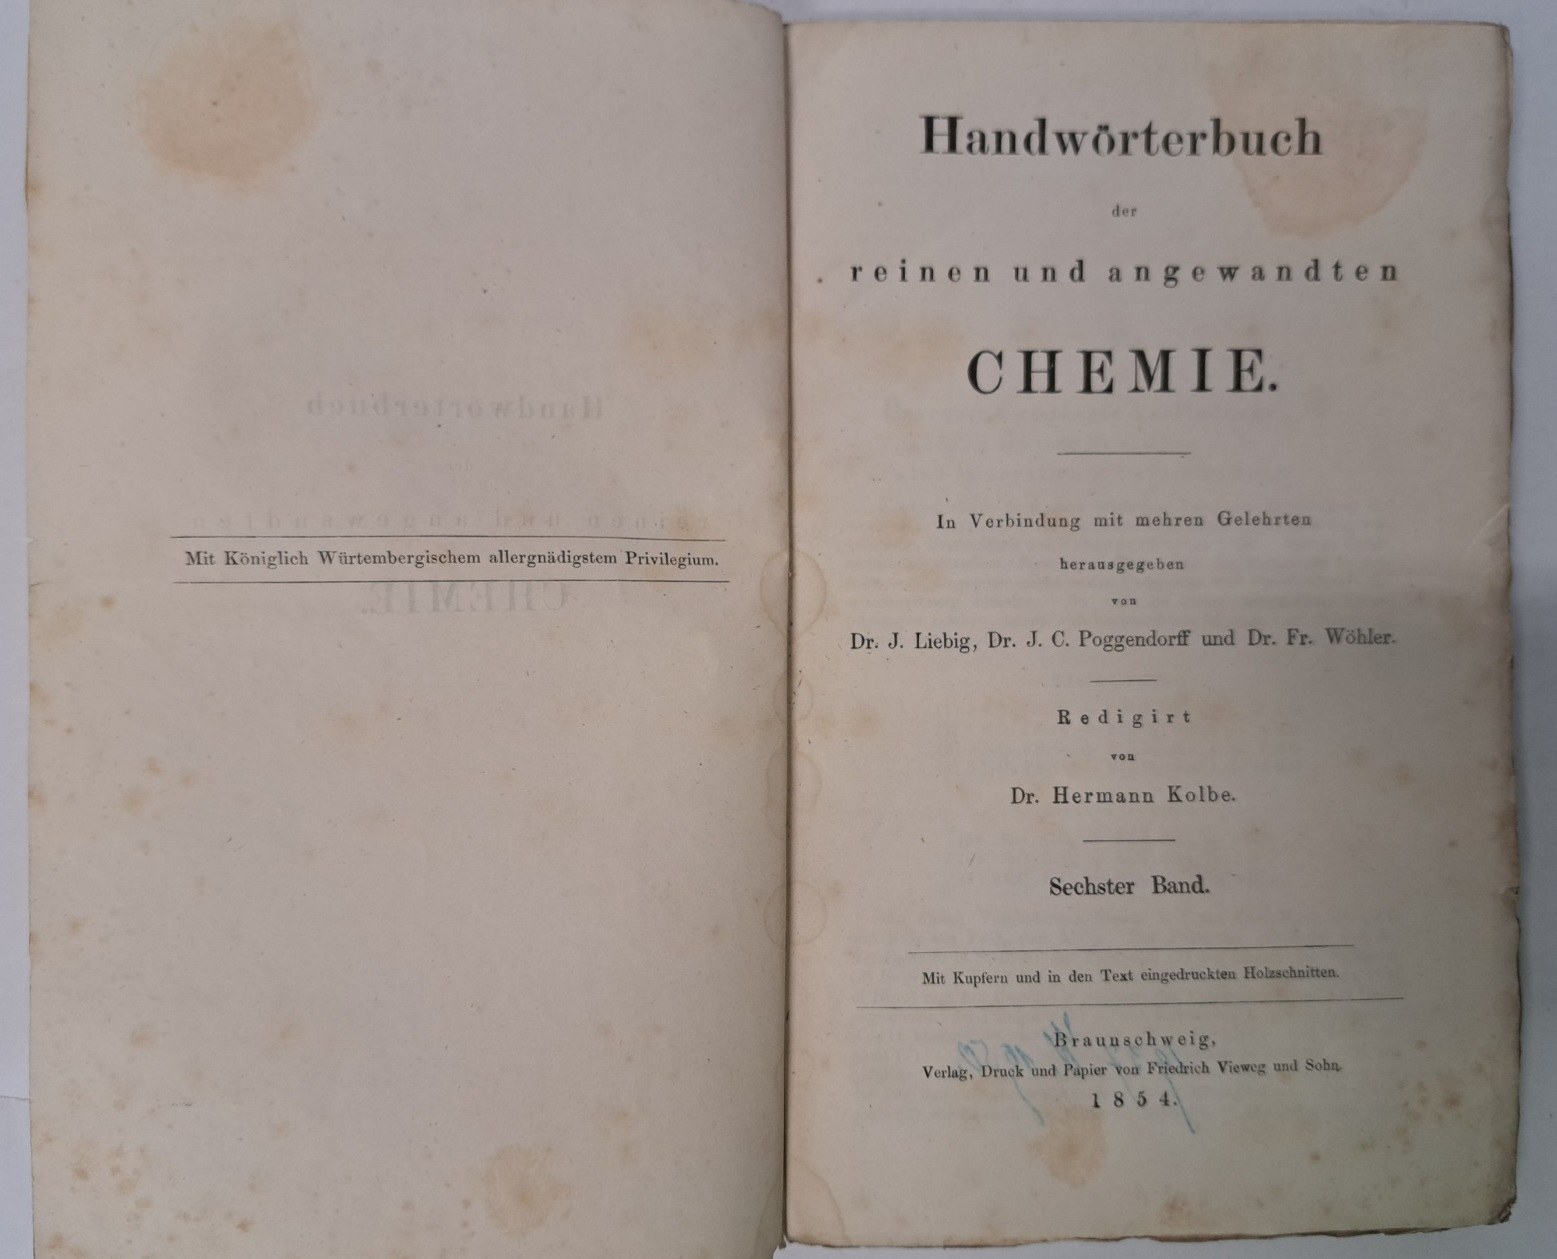 Mit Königlich Würtembergischem allergnädigstem Privilegium.
Handwörterbuch
der
reinen und angewandten
CHEMIE.
In Verbindung mit mehren Gelehrten
herausgegeben
von
Dr. J. Liebig, Dr. J. C. Poggendorff und Dr. Fr. Wöhler.
Redigirt
von
Dr. Hermann Kolbe.
Sechster Band.
Mit Kupfern und in den Text eingedruckten Holzschnitten.
Braunschweig,
Verlag, Druck und Papier von Friedrich Vieweg und Sohn.
1854.